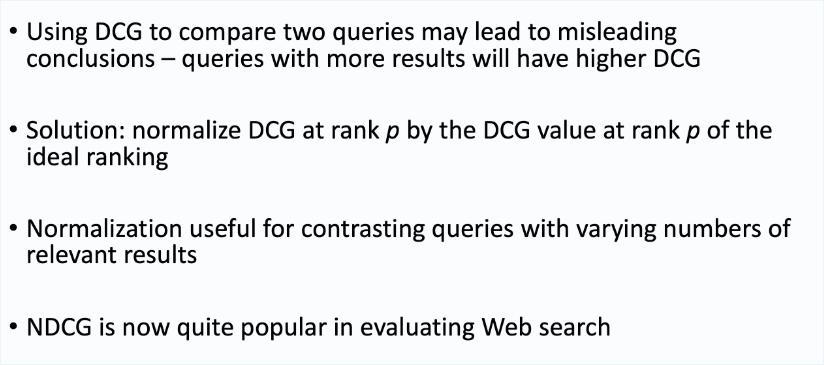 • Using DCG to compare two queries may lead to misleading
conclusions – queries with more results will have higher DCG
• Solution: normalize DCG at rank p by the DCG value at rank p of the
ideal ranking
• Normalization useful for contrasting queries with varying numbers of
relevant results
• NDCG is now quite popular in evaluating Web search